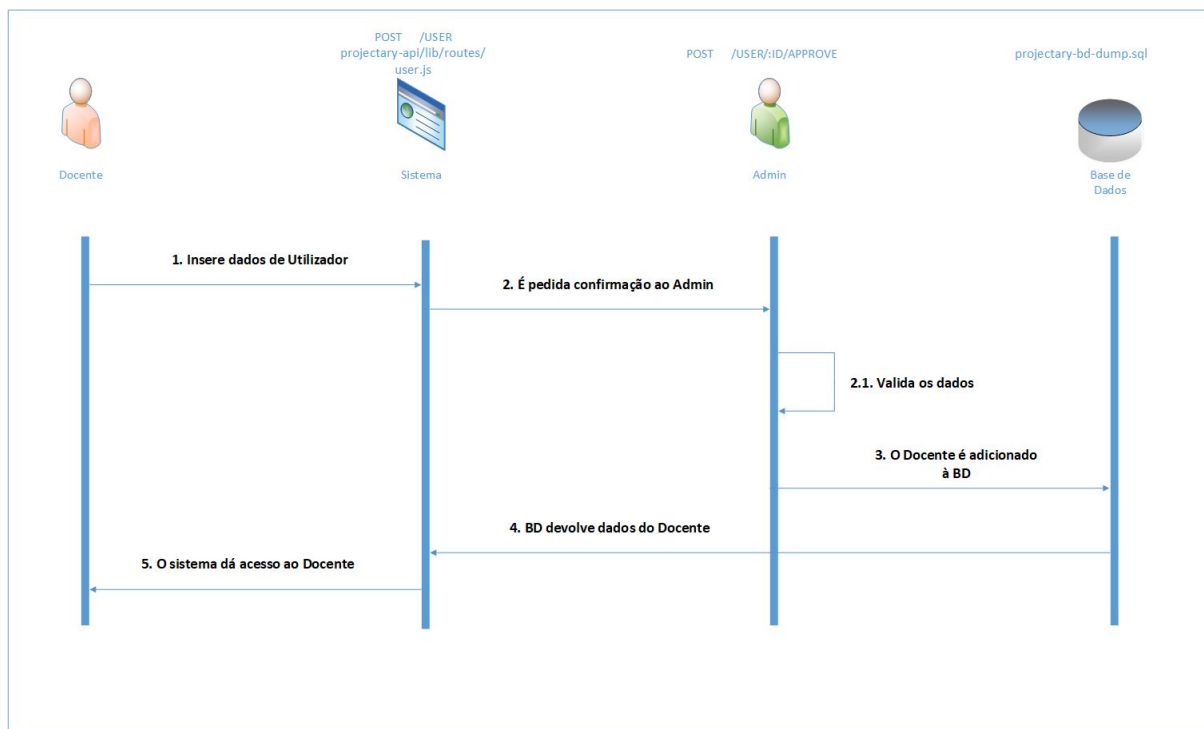 POST /USER
projectary-api/lib/routes/
user.js
POST /USER/:ID/APPROVE
projectary-bd-dump.sql
Docente
Sistema
Admin
Base de
Dados
1. Insere dados de Utilizador
2. É pedida confirmação ao Admin
2.1. Valida os dados
3. O Docente é adicionado
à BD
4. BD devolve dados do Docente
5. O sistema dá acesso ao Docente